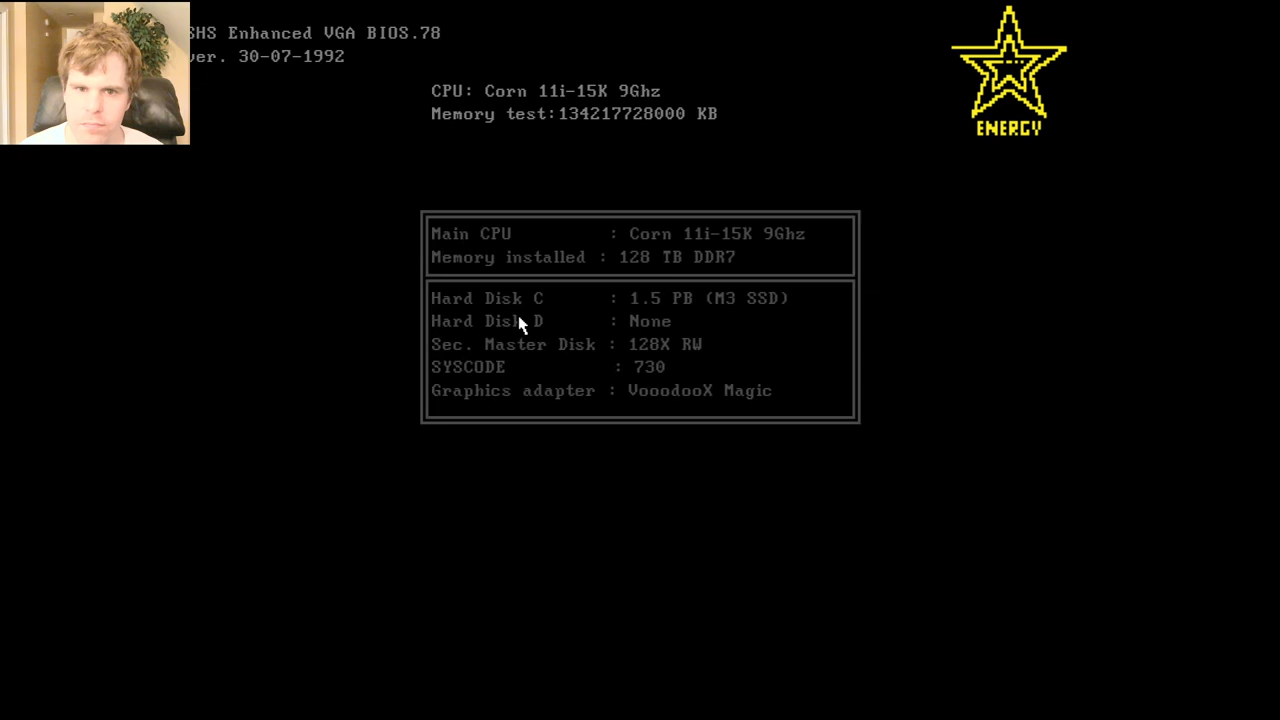 SHS Enhanced VGA BIOS.78
ver. 30-07-1992
ENERGY
CPU: Corn 11i-15K 9Ghz
Memory test:134217728000 KB
Main CPU : Corn 11i-15K 9Ghz
Memory installed : 128 TB DDR7
Hard Disk C : 1.5 PB (M3 SSD)
Hard Disk D : None
Sec. Master Disk : 128X RW
SYSCODE : 730
Graphics adapter : VooodooX Magic